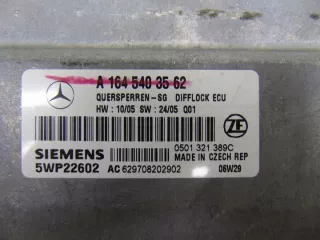 A 164 540 35 62
QUERSPERREN-SG DIFFLOCK ECU
HW : 10/05 SW : 24/05 Q01
ZF
SIEMENS
5WP22602
0501 321 389C
MADE IN CZECH REP
AC 629708202902
06W29